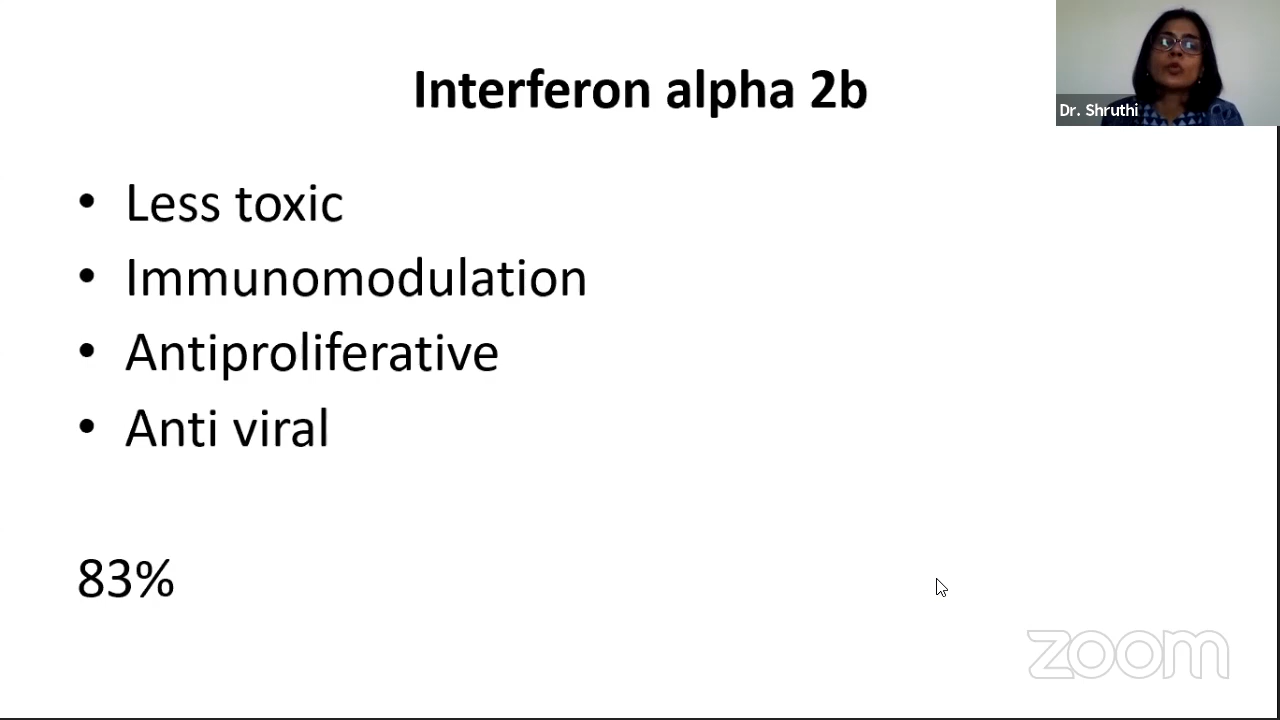 Interferon alpha 2b
Dr. Shruthi
• Less toxic
• Immunomodulation
• Antiproliferative
• Anti viral
83%
zoom